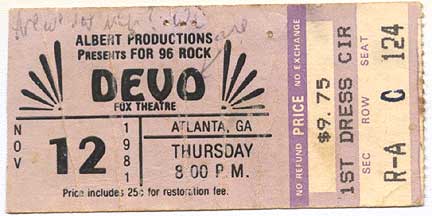 ALBERT PRODUCTIONS
PRESENTS FOR 96 ROCK
DEVO
FOX THEATRE
NOV
12
1981
ATLANTA, GA
THURSDAY
8:00 P.M.
Price includes 25¢ for restoration fee.
NO REFUND PRICE NO EXCHANGE
$9.75
1ST DRESS CIR
SEC ROW SEAT
R-A C 124